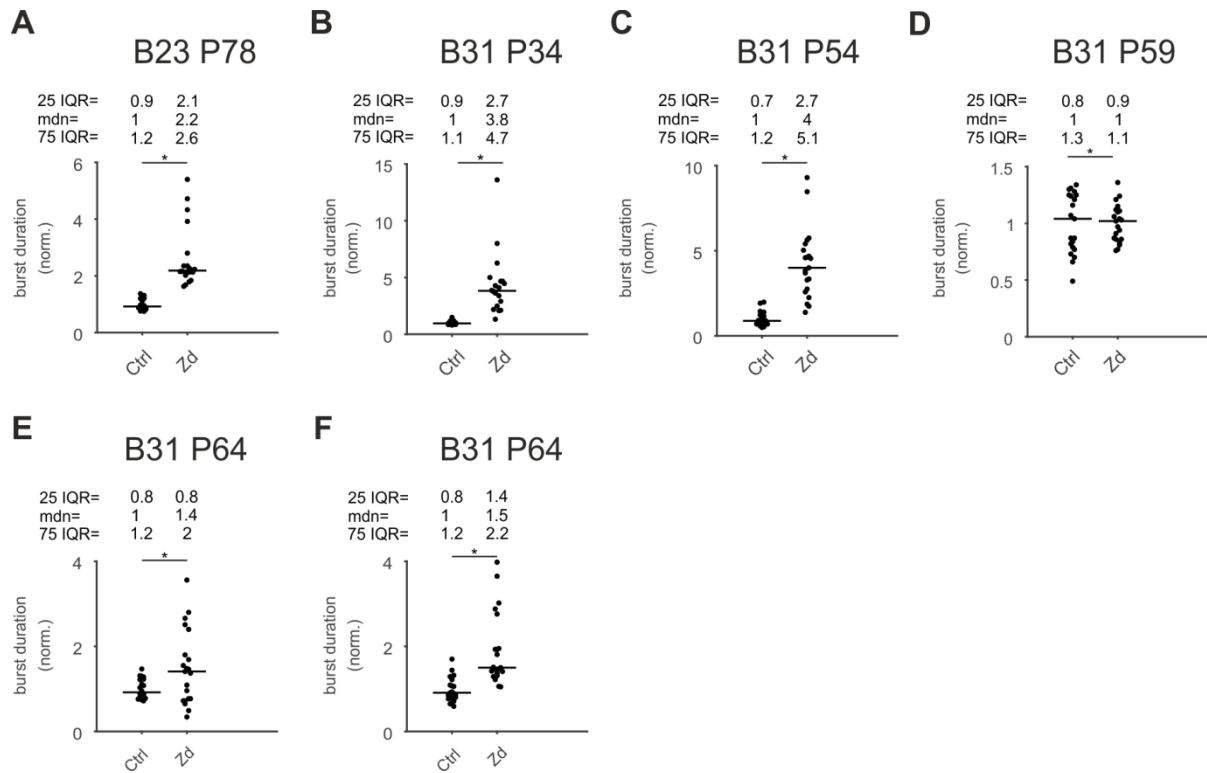 A
B23 P78
25 IQR= 0.9 2.1
mdn= 1 2.2
75 IQR= 1.2 2.6
*
6
4
2
0
burst duration
(norm.)
Ctrl Zd
B
B31 P34
25 IQR= 0.9 2.7
mdn= 1 3.8
75 IQR= 1.1 4.7
*
15
10
5
0
burst duration
(norm.)
Ctrl Zd
C
B31 P54
25 IQR= 0.7 2.7
mdn= 1 4
75 IQR= 1.2 5.1
*
10
5
0
burst duration
(norm.)
Ctrl Zd
D
B31 P59
25 IQR= 0.8 0.9
mdn= 1 1
75 IQR= 1.3 1.1
*
1.5
1
0.5
0
burst duration
(norm.)
Ctrl Zd
E
B31 P64
25 IQR= 0.8 0.8
mdn= 1 1.4
75 IQR= 1.2 2
*
4
2
0
burst duration
(norm.)
Ctrl Zd
F
B31 P64
25 IQR= 0.8 1.4
mdn= 1 1.5
75 IQR= 1.2 2.2
*
4
2
0
burst duration
(norm.)
Ctrl Zd